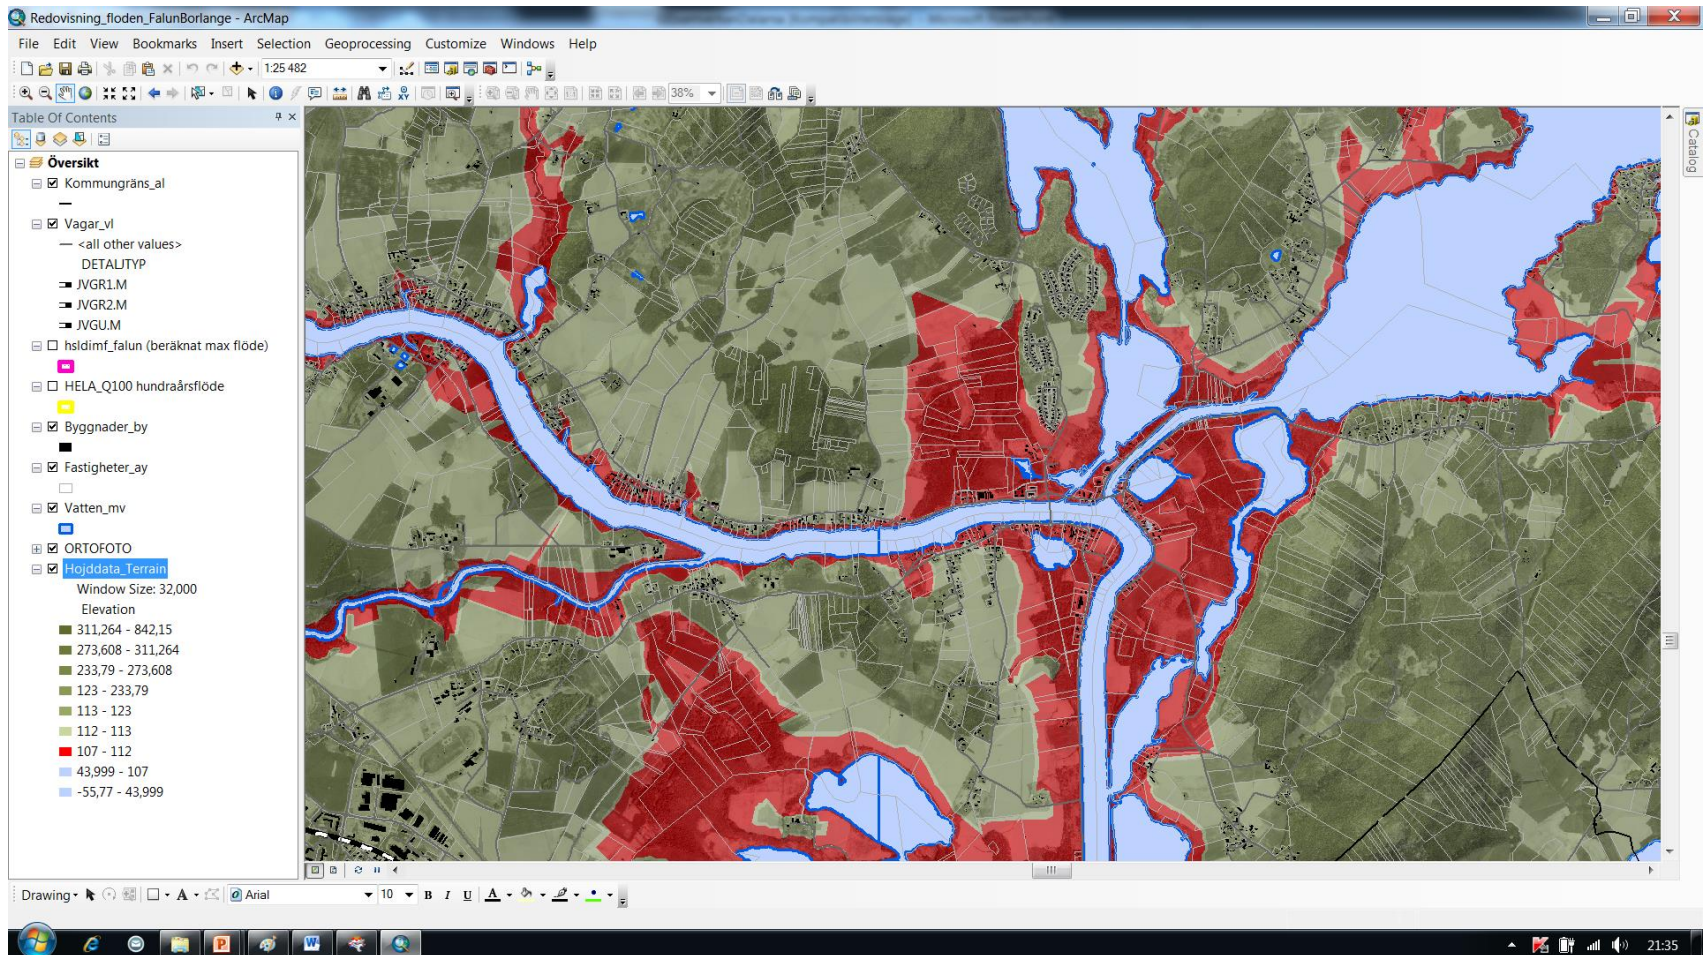 Redovisning_floden_FalunBorlange - ArcMap
File Edit View Bookmarks Insert Selection Geoprocessing Customize Windows Help
1:25 482
38%
Table Of Contents
Catalog
Översikt
Kommungräns_al
Vagar_vl
<all other values>
DETALJTYP
JVGR1.M
JVGR2.M
JVGU.M
hsldimf_falun (beräknat max flöde)
HELA_Q100 hundraårsflöde
Byggnader_by
Fastigheter_ay
Vatten_mv
ORTOFOTO
Hojddata_Terrain
Window Size: 32,000
Elevation
311,264 - 842,15
273,608 - 311,264
233,79 - 273,608
123 - 233,79
113 - 123
112 - 113
107 - 112
43,999 - 107
-55,77 - 43,999
Drawing A Arial 10 B I U A
21:35